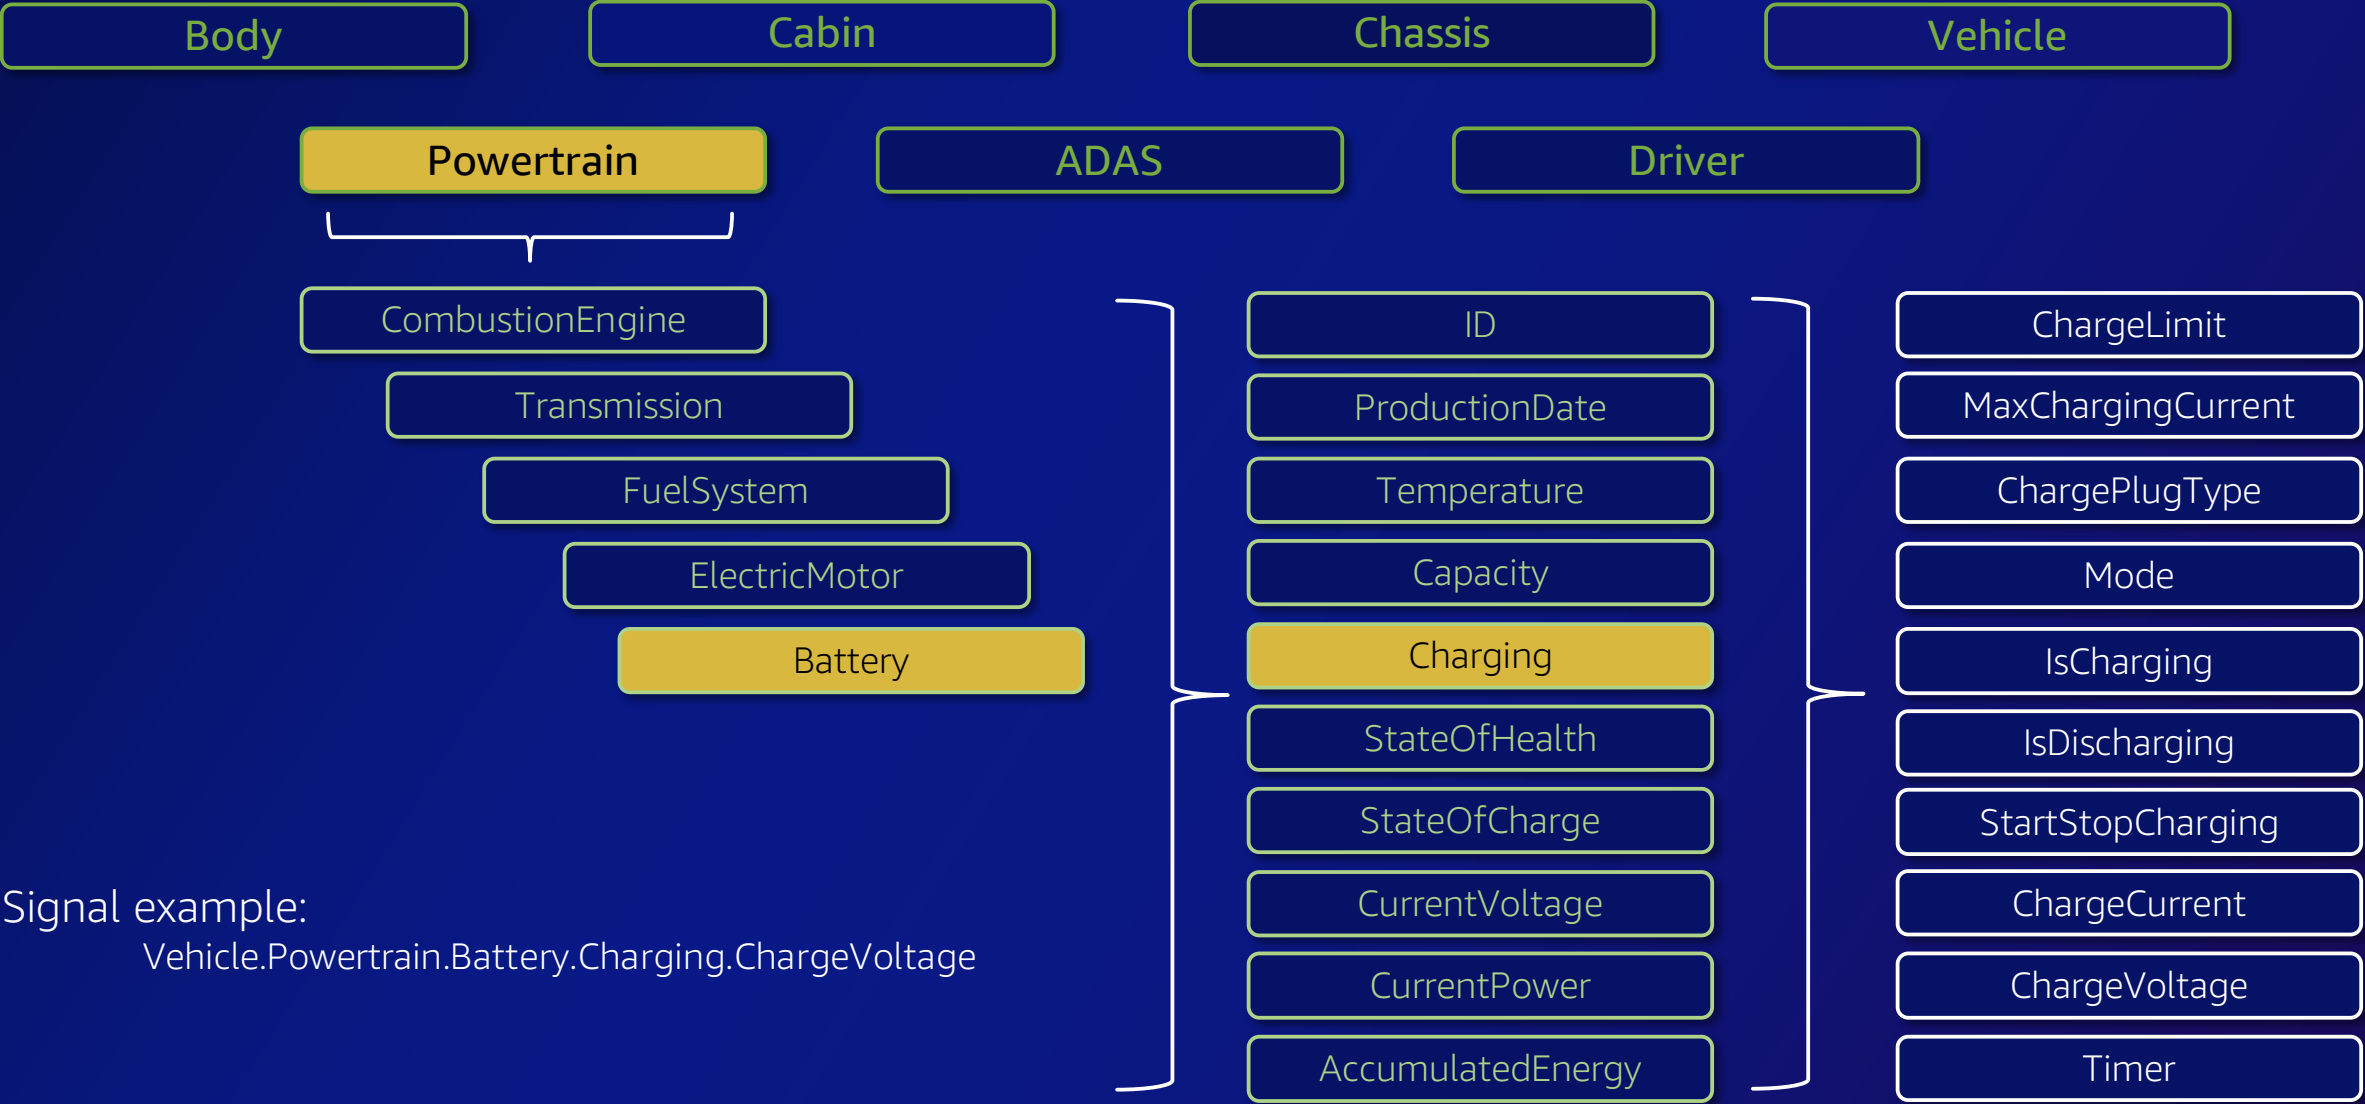 Body
Cabin
Chassis
Vehicle
Powertrain
ADAS
Driver
CombustionEngine
Transmission
FuelSystem
ElectricMotor
Battery
ID
ProductionDate
Temperature
Capacity
Charging
StateOfHealth
StateOfCharge
CurrentVoltage
CurrentPower
AccumulatedEnergy
ChargeLimit
MaxChargingCurrent
ChargePlugType
Mode
IsCharging
IsDischarging
StartStopCharging
ChargeCurrent
ChargeVoltage
Timer
Signal example:
Vehicle.Powertrain.Battery.Charging.ChargeVoltage